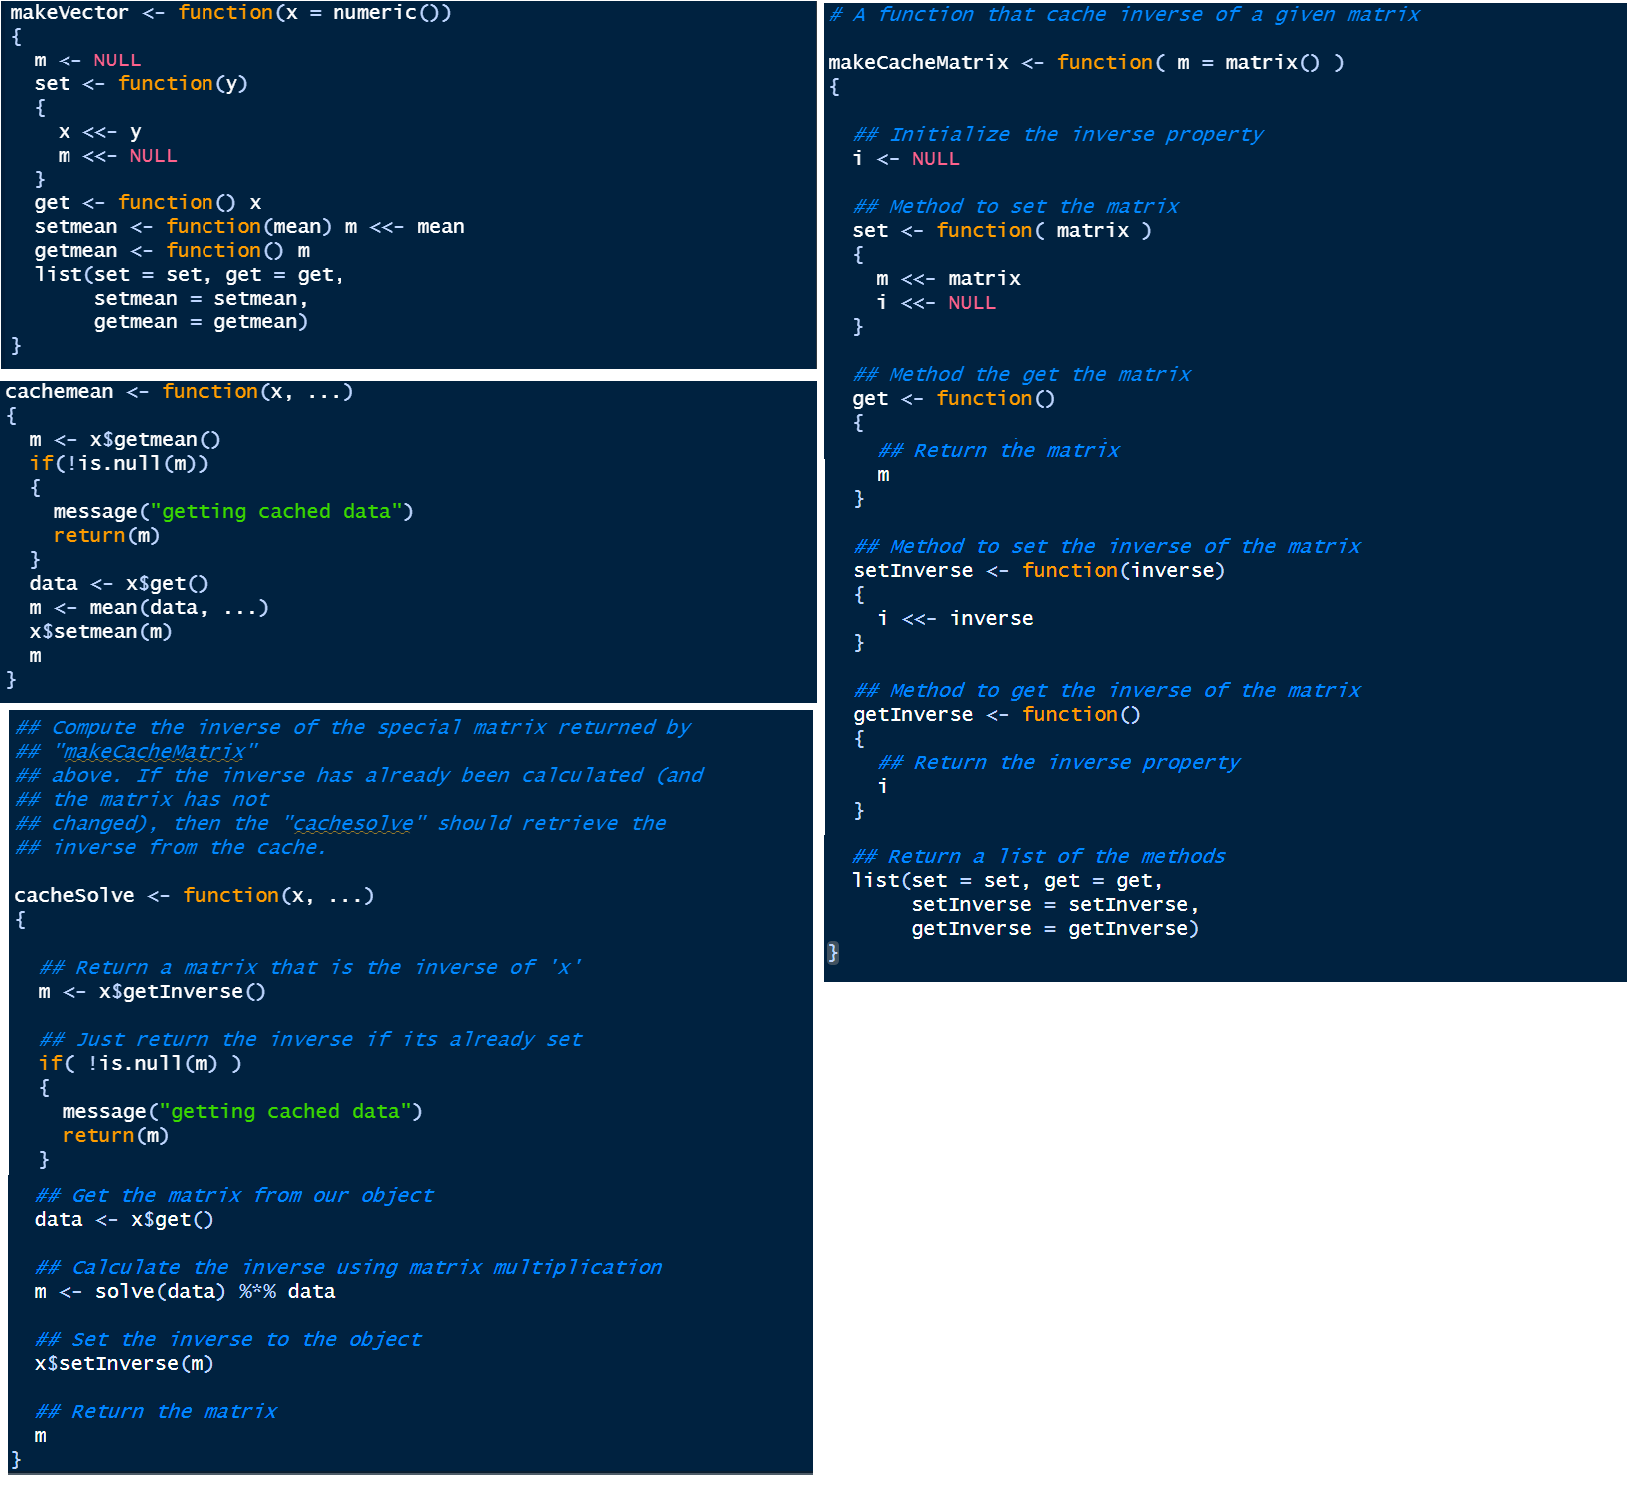 makeVector <- function(x = numeric())
{
  m <- NULL
  set <- function(y)
  {
    x <<- y
    m <<- NULL
  }
  get <- function() x
  setmean <- function(mean) m <<- mean
  getmean <- function() m
  list(set = set, get = get,
       setmean = setmean,
       getmean = getmean)
}
cachemean <- function(x, ...)
{
  m <- x$getmean()
  if(!is.null(m))
  {
    message("getting cached data")
    return(m)
  }
  data <- x$get()
  m <- mean(data, ...)
  x$setmean(m)
  m
}
## Compute the inverse of the special matrix returned by
## "makeCacheMatrix"
## above. If the inverse has already been calculated (and
## the matrix has not
## changed), then the "cachesolve" should retrieve the
## inverse from the cache.

cacheSolve <- function(x, ...)
{

  ## Return a matrix that is the inverse of 'x'
  m <- x$getInverse()

  ## Just return the inverse if its already set
  if( !is.null(m) )
  {
    message("getting cached data")
    return(m)
  }
  ## Get the matrix from our object
  data <- x$get()

  ## Calculate the inverse using matrix multiplication
  m <- solve(data) %*% data

  ## Set the inverse to the object
  x$setInverse(m)

  ## Return the matrix
  m
}
# A function that cache inverse of a given matrix

makeCacheMatrix <- function( m = matrix() )
{

  ## Initialize the inverse property
  i <- NULL

  ## Method to set the matrix
  set <- function( matrix )
  {
    m <<- matrix
    i <<- NULL
  }

  ## Method the get the matrix
  get <- function()
  {
    ## Return the matrix
    m
  }

  ## Method to set the inverse of the matrix
  setInverse <- function(inverse)
  {
    i <<- inverse
  }

  ## Method to get the inverse of the matrix
  getInverse <- function()
  {
    ## Return the inverse property
    i
  }

  ## Return a list of the methods
  list(set = set, get = get,
       setInverse = setInverse,
       getInverse = getInverse)
}